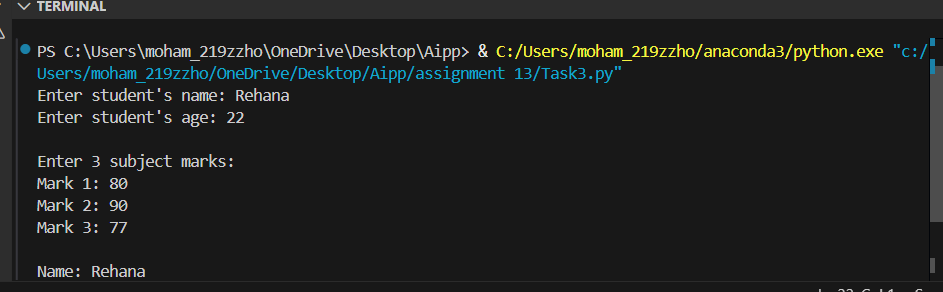 TERMINAL
PS C:\Users\moham_219zzho\OneDrive\Desktop\Aipp> & C:/Users/moham_219zzho/anaconda3/python.exe "c:/
Users/moham_219zzho/OneDrive/Desktop/Aipp/assignment 13/Task3.py"
Enter student's name: Rehana
Enter student's age: 22
Enter 3 subject marks:
Mark 1: 80
Mark 2: 90
Mark 3: 77
Name: Rehana